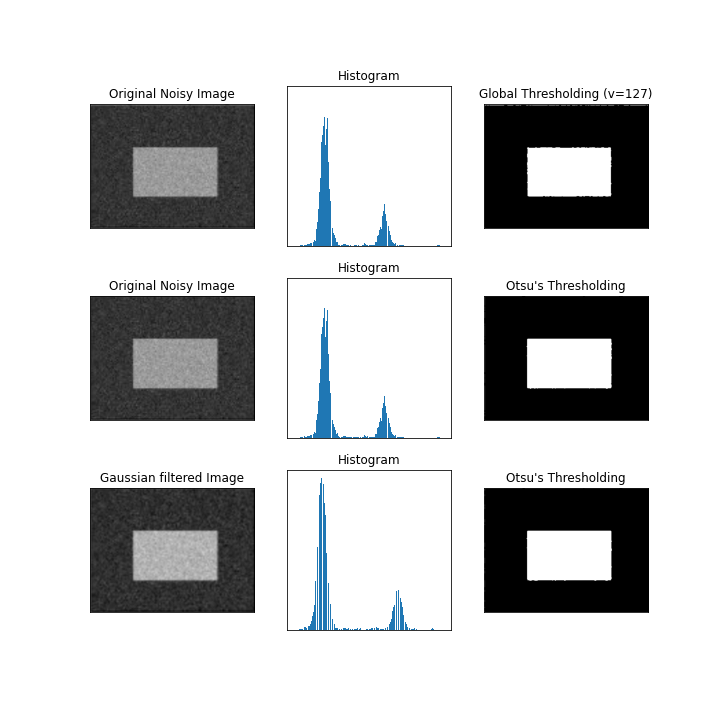 Original Noisy Image
Histogram
Global Thresholding (v=127)
Original Noisy Image
Histogram
Otsu's Thresholding
Gaussian filtered Image
Histogram
Otsu's Thresholding